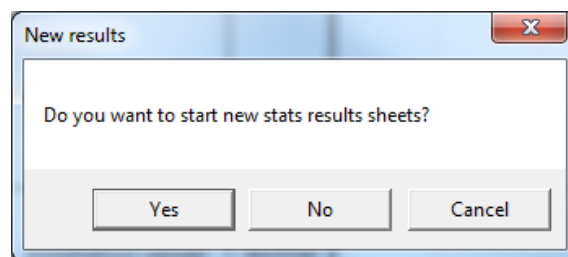 New results
Do you want to start new stats results sheets?
Yes No Cancel